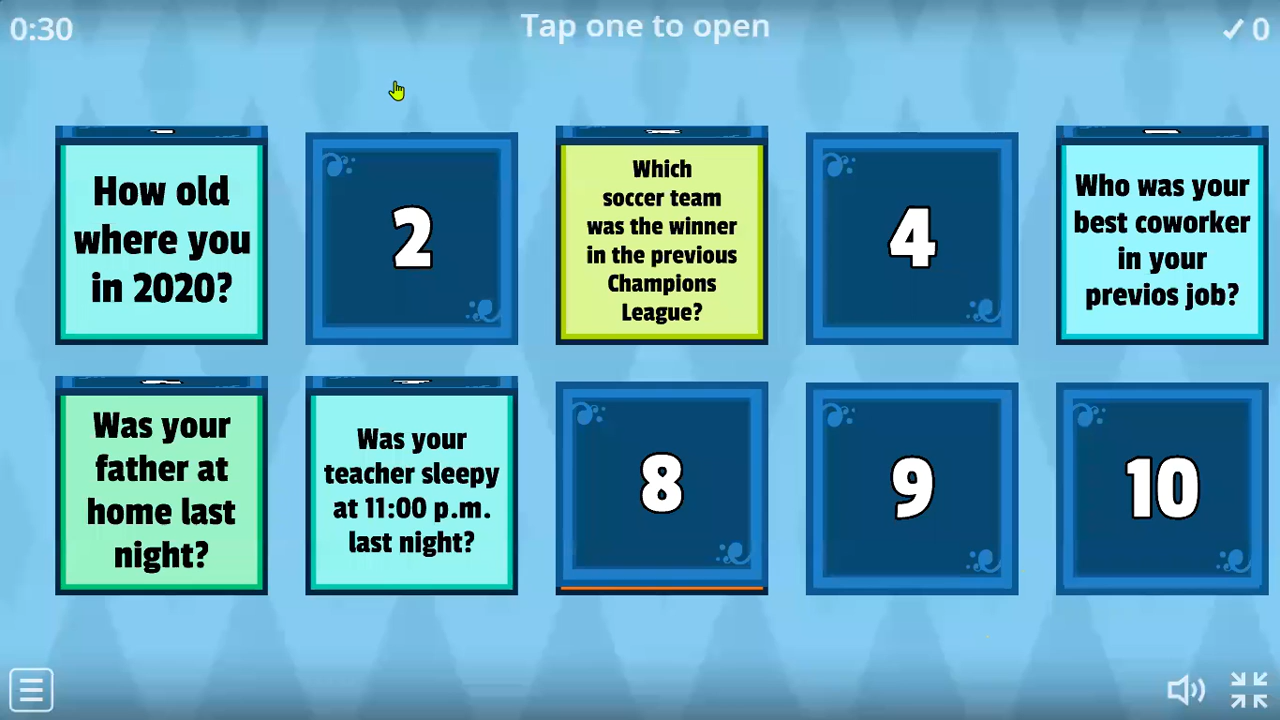 0:30
Tap one to open
✓ 0
How old
where you
in 2020?
2
Which
soccer team
was the winner
in the previous
Champions
League?
4
Who was your
best coworker
in your
previos job?
Was your
father at
home last
night?
Was your
teacher sleepy
at 11:00 p.m.
last night?
8
9
10